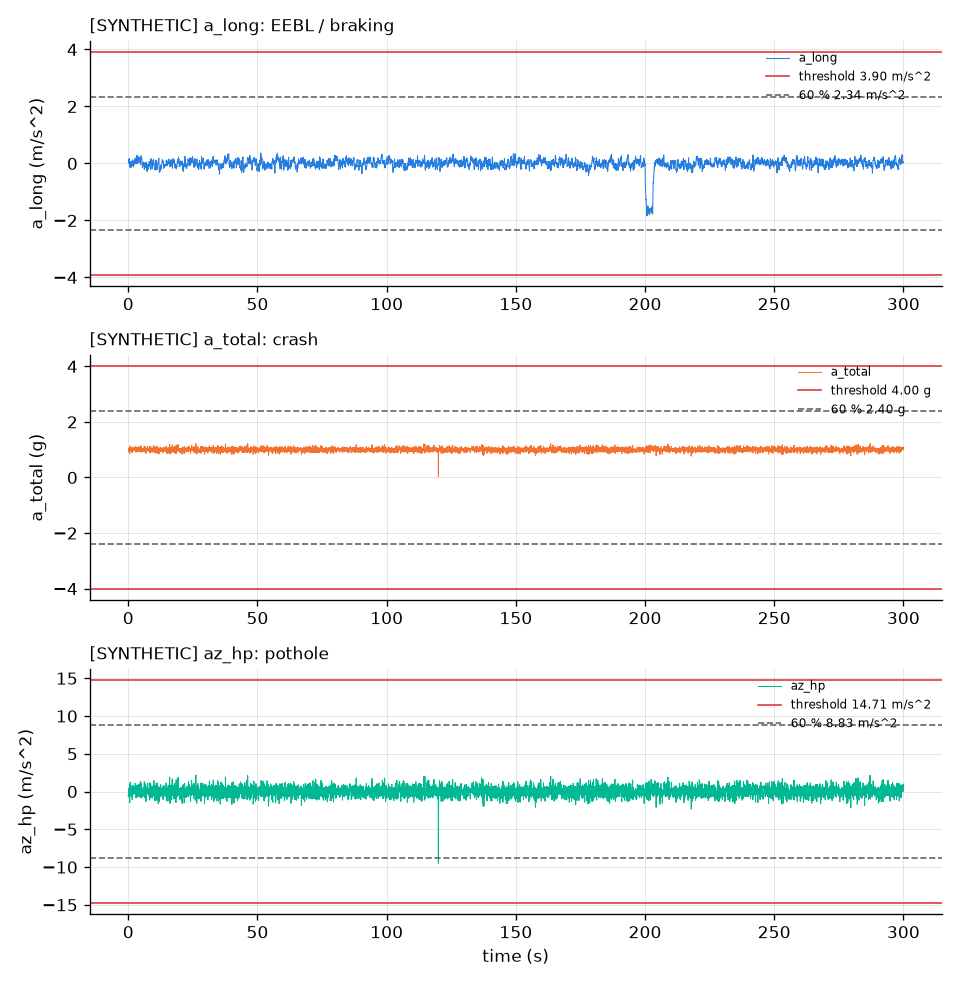 [SYNTHETIC] a_long: EEBL / braking
a_long (m/s^2)
4
2
0
−2
−4
a_long
threshold 3.90 m/s^2
60 % 2.34 m/s^2
0 50 100 150 200 250 300
[SYNTHETIC] a_total: crash
a_total (g)
4
2
0
−2
−4
a_total
threshold 4.00 g
60 % 2.40 g
0 50 100 150 200 250 300
[SYNTHETIC] az_hp: pothole
az_hp (m/s^2)
15
10
5
0
−5
−10
−15
az_hp
threshold 14.71 m/s^2
60 % 8.83 m/s^2
0 50 100 150 200 250 300
time (s)